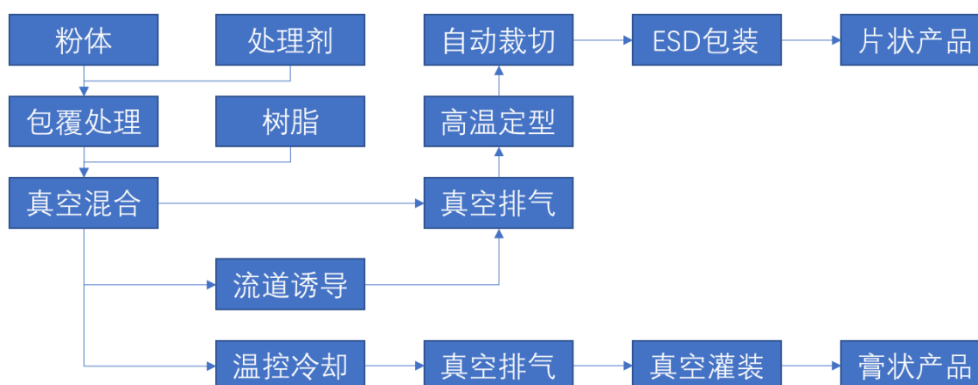 粉体
处理剂
自动裁切
ESD包装
片状产品
包覆处理
树脂
高温定型
真空混合
真空排气
流道诱导
温控冷却
真空排气
真空灌装
膏状产品